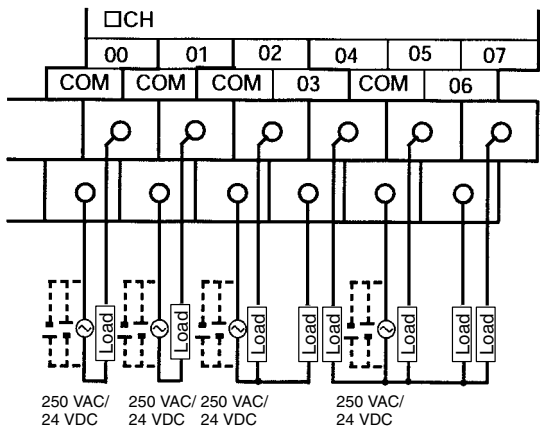 □CH
00 01 02 04 05 07
COM COM COM 03 COM 06
Load Load Load Load Load Load Load Load
250 VAC/ 250 VAC/ 250 VAC/ 250 VAC/
24 VDC 24 VDC 24 VDC 24 VDC